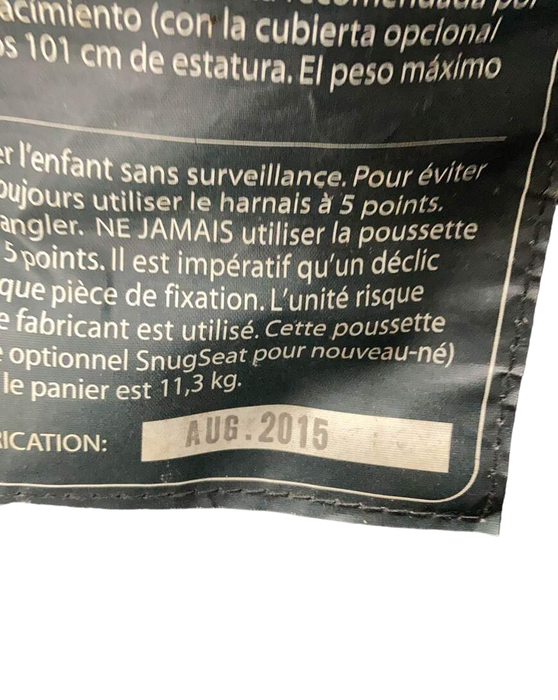 acimiento (con la cubierta opcional
os 101 cm de estatura. El peso máximo
er l'enfant sans surveillance. Pour éviter
oujours utiliser le harnais à 5 points.
angler. NE JAMAIS utiliser la poussette
5 points. Il est impératif qu'un déclic
que pièce de fixation. L'unité risque
e fabricant est utilisé. Cette poussette
e optionnel SnugSeat pour nouveau-né)
le panier est 11,3 kg.
ICATION: AUG.2015